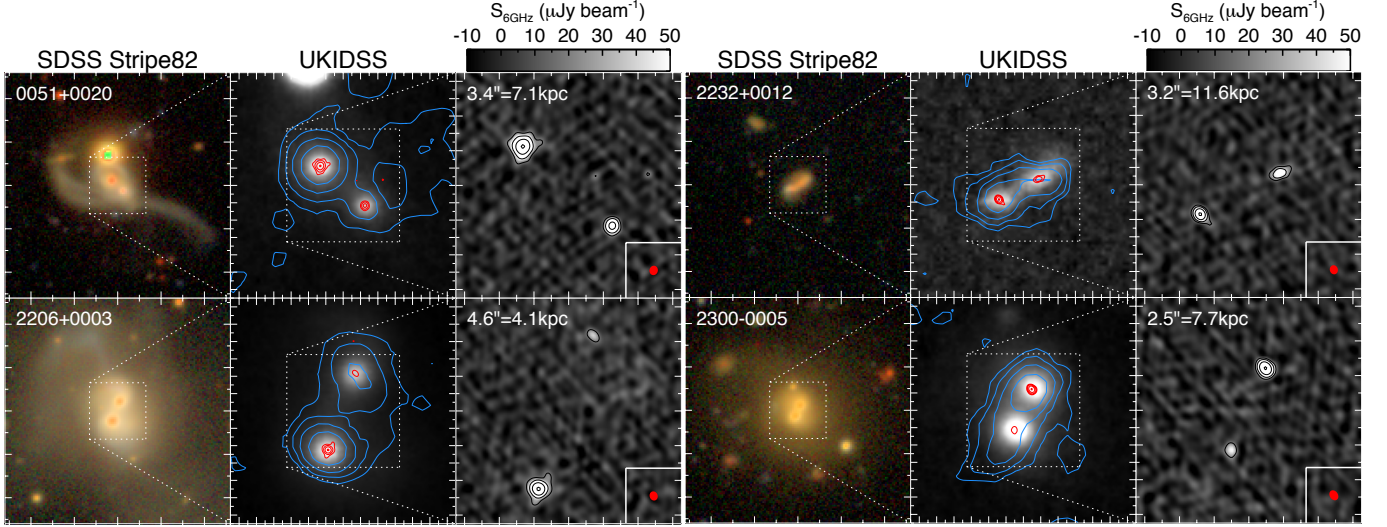 S6GHz (μJy beam-1)
-10 0 10 20 30 40 50
SDSS Stripe82
UKIDSS
S6GHz (μJy beam-1)
-10 0 10 20 30 40 50
SDSS Stripe82
UKIDSS
0051+0020
3.4"=7.1kpc
2232+0012
3.2"=11.6kpc
2206+0003
4.6"=4.1kpc
2300-0005
2.5"=7.7kpc